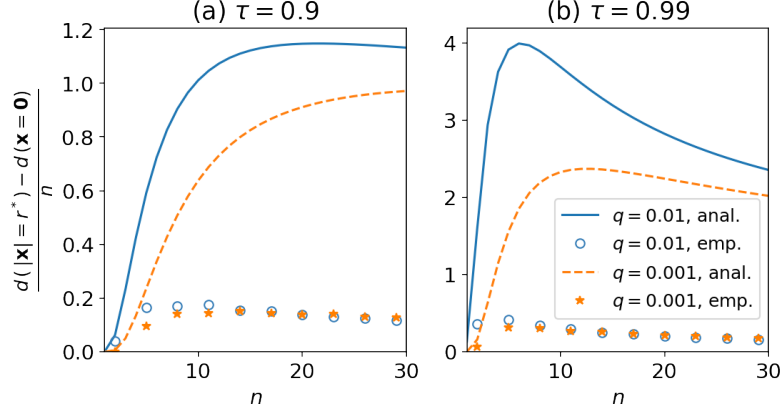 (a) τ = 0.9
(b) τ = 0.99
d(|x| = r*) − d(x = 0)
n
1.2
1.0
0.8
0.6
0.4
0.2
0.0
10
20
30
n
4
3
2
1
0
10
20
30
n
q = 0.01, anal.
q = 0.01, emp.
q = 0.001, anal.
q = 0.001, emp.